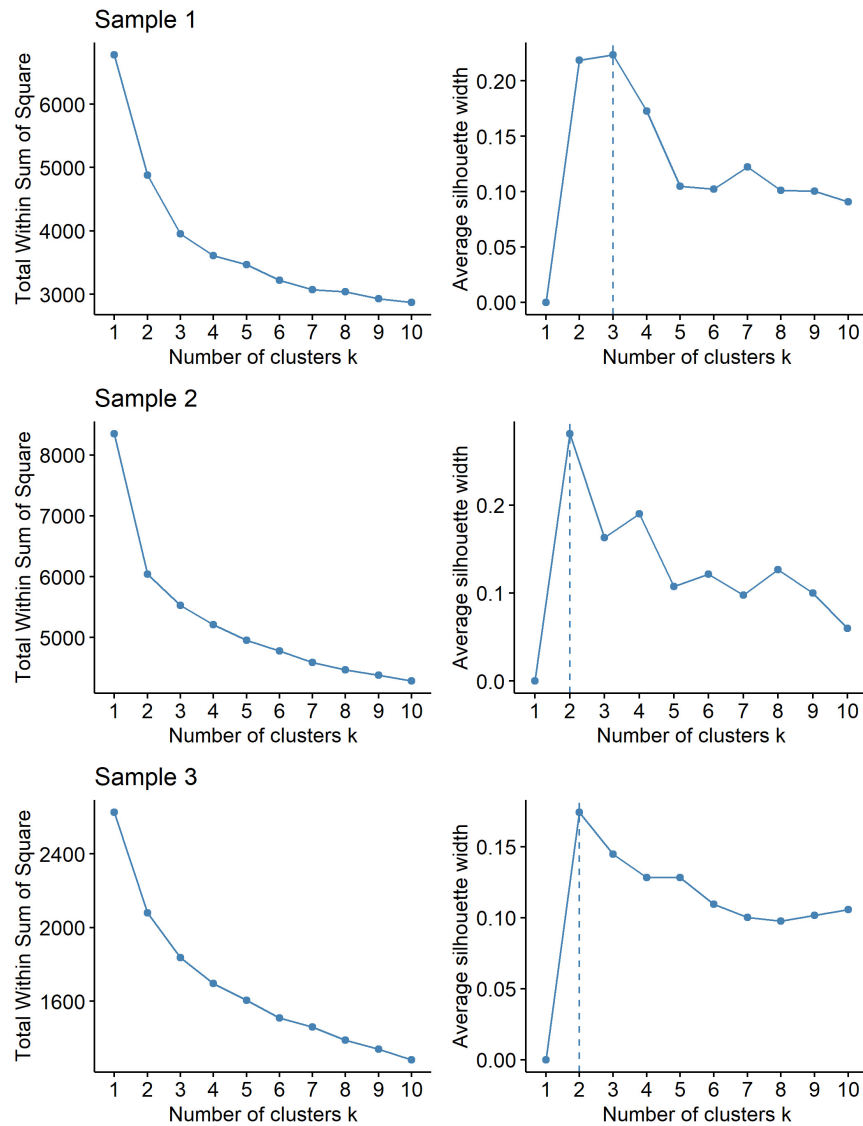 Sample 1
Total Within Sum of Square
6000
5000
4000
3000
1 2 3 4 5 6 7 8 9 10
Number of clusters k
Average silhouette width
0.20
0.15
0.10
0.05
0.00
1 2 3 4 5 6 7 8 9 10
Number of clusters k
Sample 2
Total Within Sum of Square
8000
7000
6000
5000
1 2 3 4 5 6 7 8 9 10
Number of clusters k
Average silhouette width
0.2
0.1
0.0
1 2 3 4 5 6 7 8 9 10
Number of clusters k
Sample 3
Total Within Sum of Square
2400
2000
1600
1 2 3 4 5 6 7 8 9 10
Number of clusters k
Average silhouette width
0.15
0.10
0.05
0.00
1 2 3 4 5 6 7 8 9 10
Number of clusters k